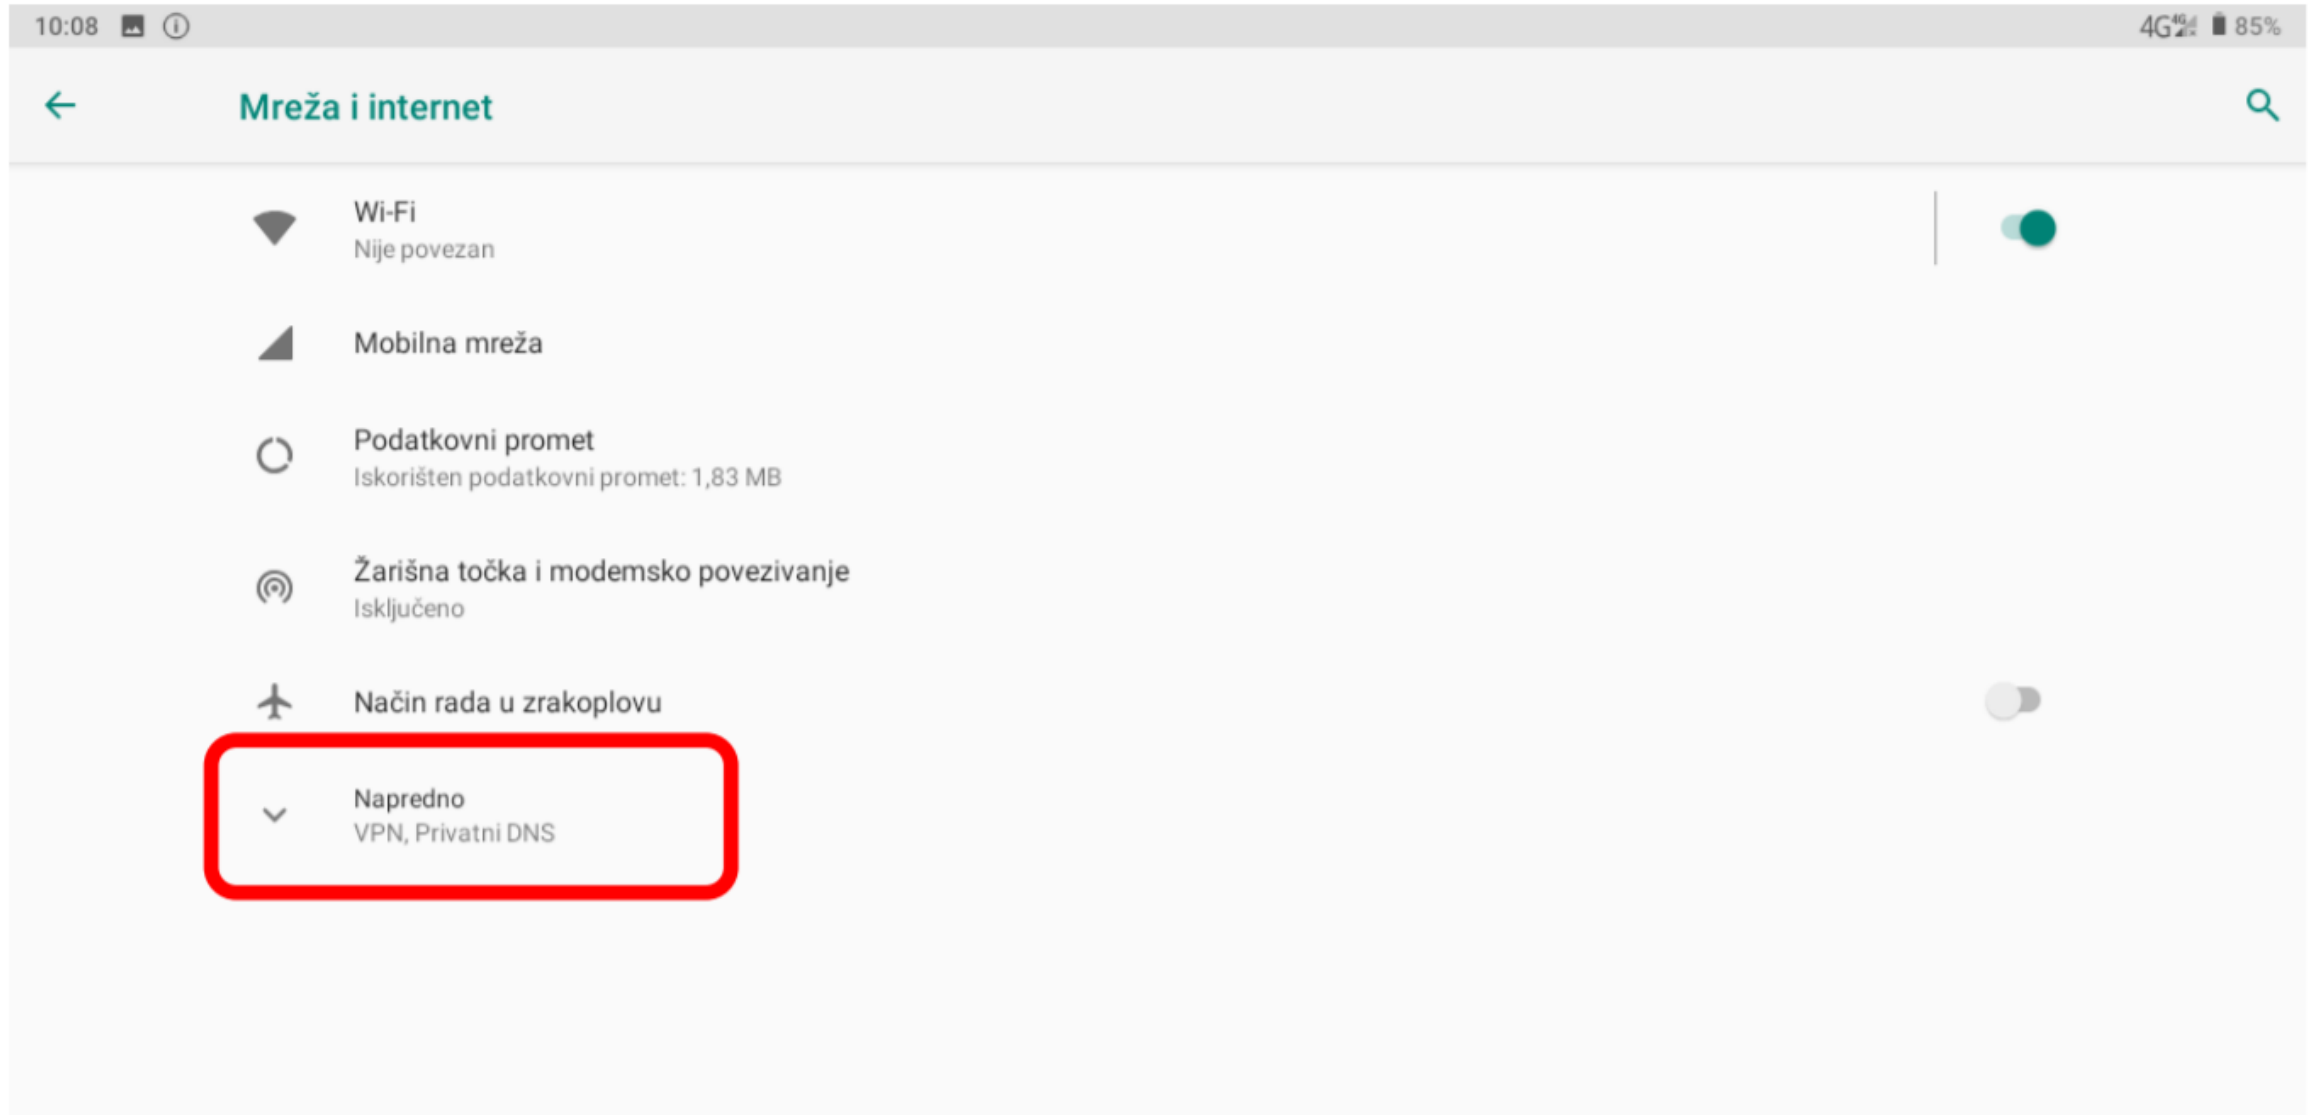 10:08 4G 85%
Mreža i internet
Wi-Fi
Nije povezan
Mobilna mreža
Podatkovni promet
Iskorišten podatkovni promet: 1,83 MB
Žarišna točka i modemsko povezivanje
Isključeno
Način rada u zrakoplovu
Napredno
VPN, Privatni DNS